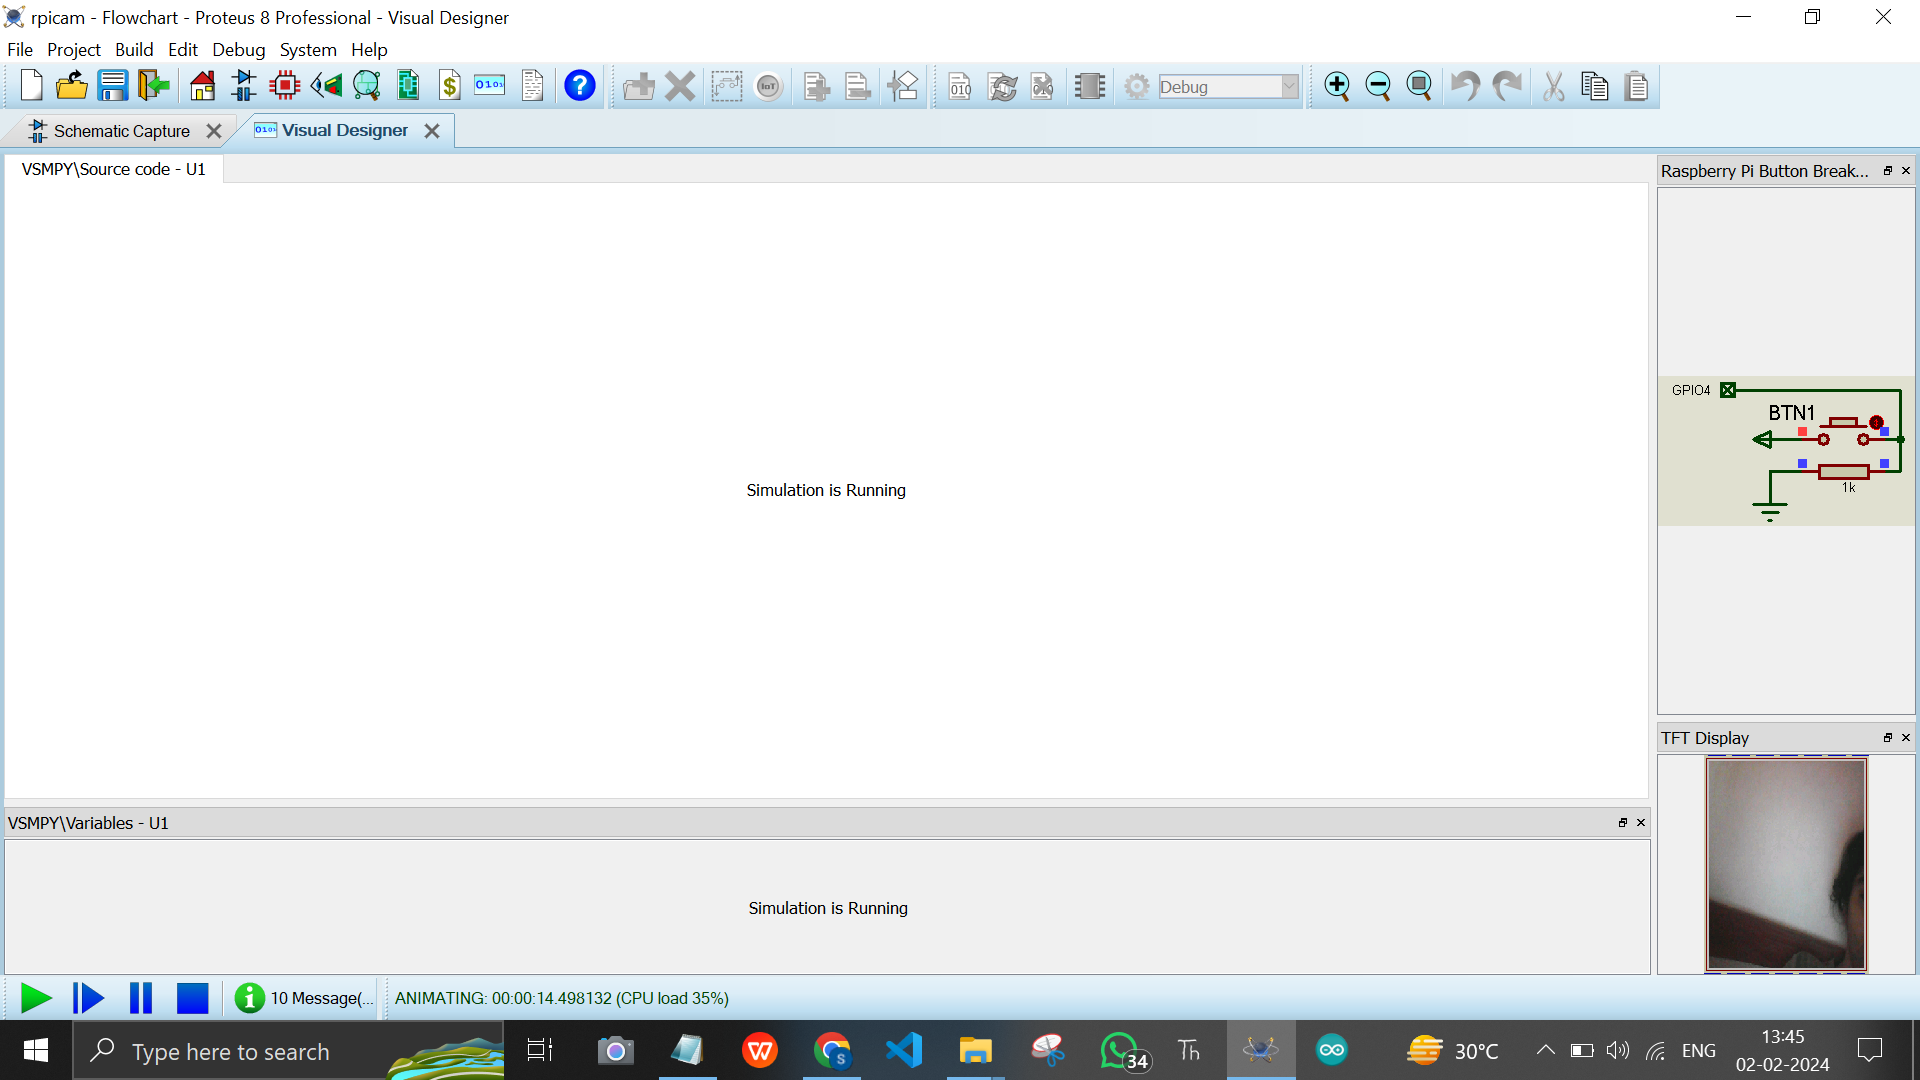 rpicam - Flowchart - Proteus 8 Professional - Visual Designer
File Project Build Edit Debug System Help
Debug
Schematic Capture
Visual Designer
VSMPY\Source code - U1
Raspberry Pi Button Break...
Simulation is Running
GPIO4
BTN1
1k
TFT Display
VSMPY\Variables - U1
Simulation is Running
10 Message(...
ANIMATING: 00:00:14.498132 (CPU load 35%)
Type here to search
34
Th
30°C
ENG
13:45
02-02-2024